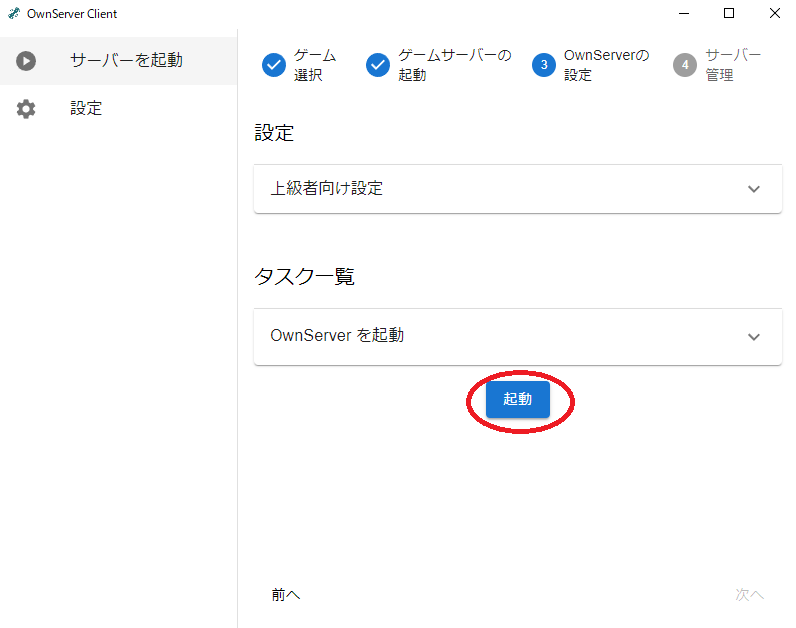 OwnServer Client
サーバーを起動
設定
ゲーム
選択
ゲームサーバーの
起動
3
OwnServerの
設定
4
サーバー
管理
設定
上級者向け設定
タスク一覧
OwnServer を起動
起動
前へ
次へ